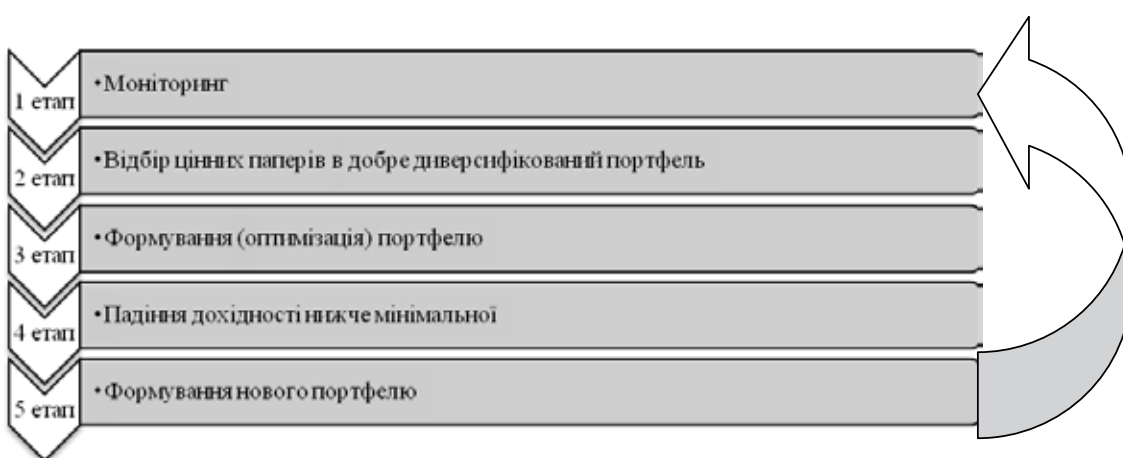 1 етап
•Моніторинг
2 етап
•Відбір цінних паперів в добре диверсифікований портфель
3 етап
•Формування (оптимізація) портфелю
4 етап
•Падіння дохідності нижче мінімальної
5 етап
•Формування нового портфелю